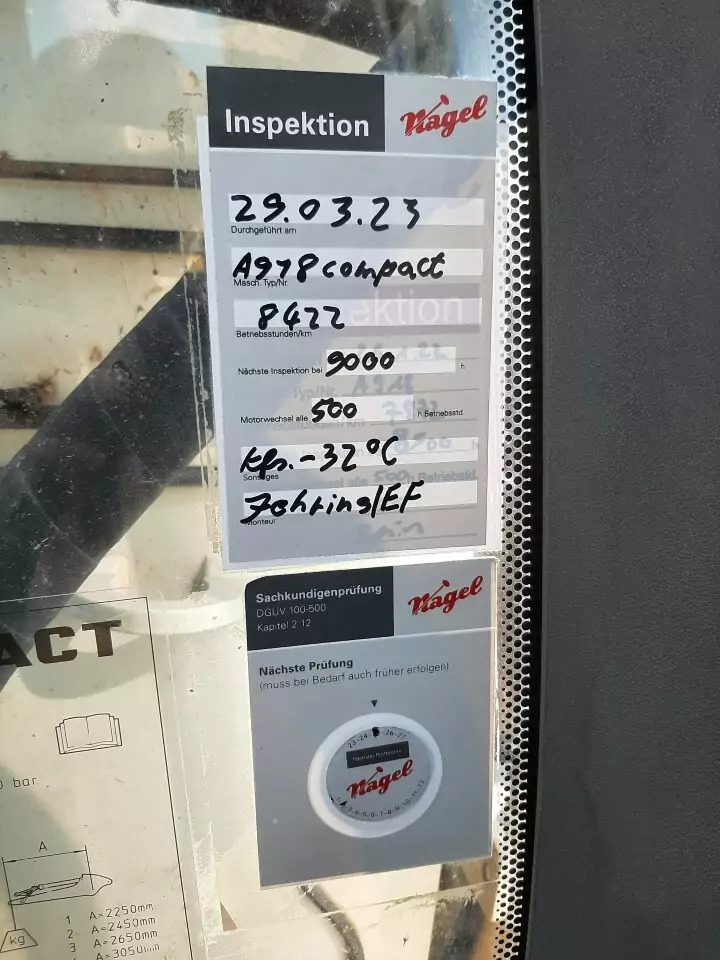 Inspektion
Nagel
29.03.23
Durchgeführt am
A918 compact
Masch. Typ/Nr.
8422
Betriebsstunden/km
Nächste Inspektion bei 9000 h
Motorwechsel alle 500 h Betriebsstd.
kfr. -32°C
Sonstiges
Monteur
Sachkundigenprüfung
DGUV 100-500
Kapitel 2.12
Nagel
Nächste Prüfung
(muss bei Bedarf auch früher erfolgen)
Nagel
ACT
bar
A
kg
1 A=2250mm
2 A=2450mm
3 A=2650mm
A=3050mm